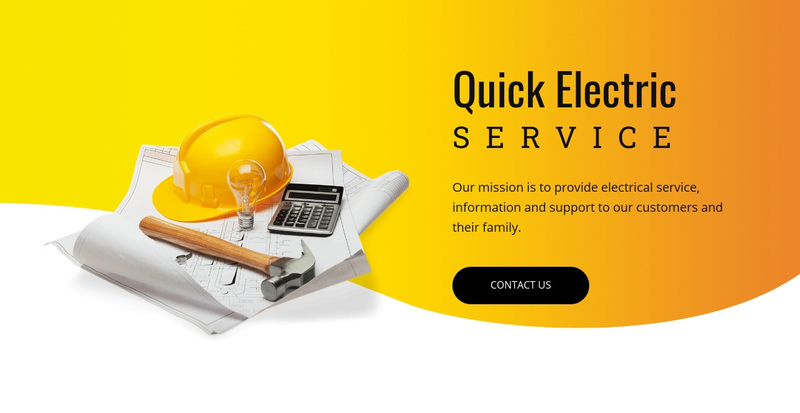 Quick Electric
SERVICE
Our mission is to provide electrical service,
information and support to our customers and
their family.
CONTACT US